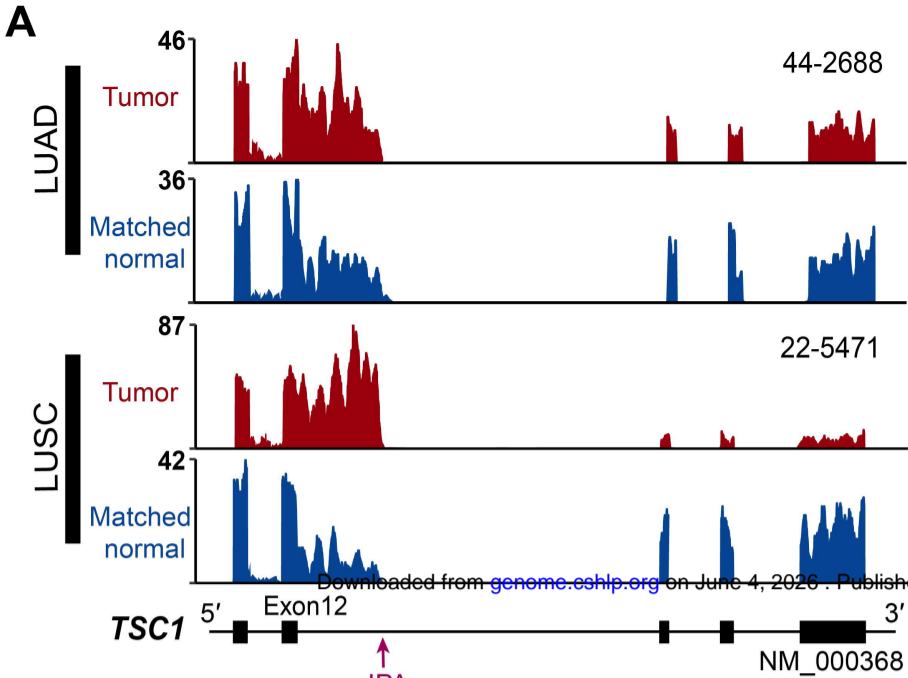 A
46
44-2688
Tumor
LUAD
36
Matched
normal
87
22-5471
Tumor
LUSC
42
Matched
normal
Downloaded from genome.cshlp.org on June 4, 2026 . Publish
5′ Exon12 3′
TSC1
NM_000368